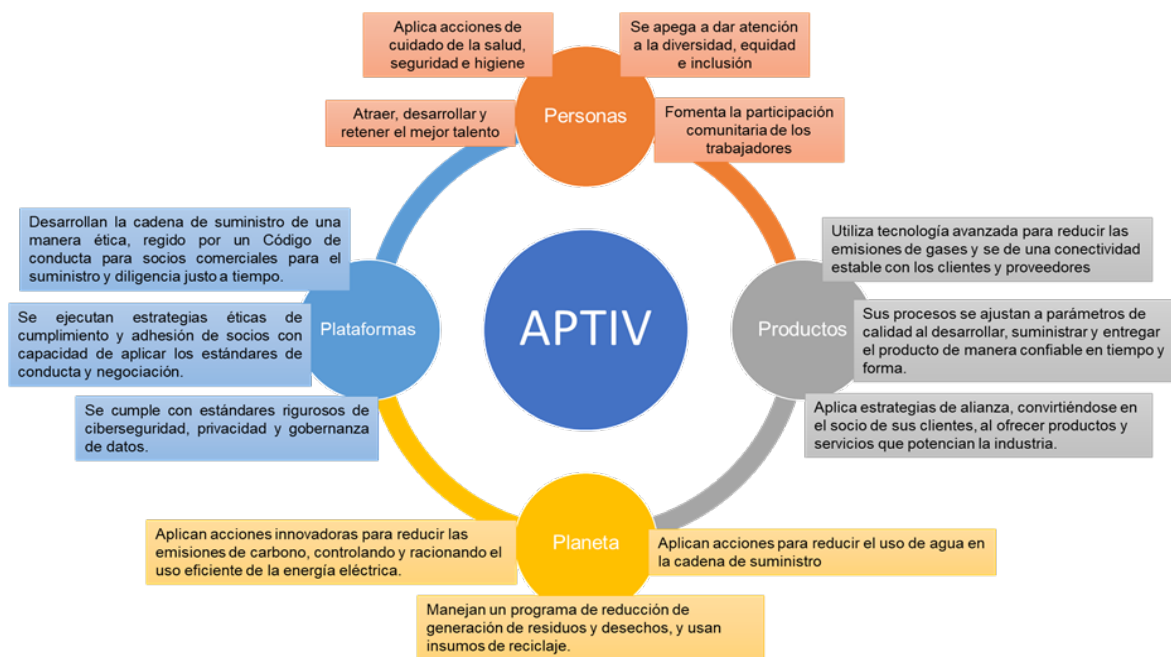 Aplica acciones de
cuidado de la salud,
seguridad e higiene
Se apega a dar atención
a la diversidad, equidad
e inclusión
Personas
Atraer, desarrollar y
retener el mejor talento
Fomenta la participación
comunitaria de los
trabajadores
Desarrollan la cadena de suministro de una
manera ética, regido por un Código de
conducta para socios comerciales para el
suministro y diligencia justo a tiempo.
Se ejecutan estrategias éticas de
cumplimiento y adhesión de socios con
capacidad de aplicar los estándares de
conducta y negociación.
Se cumple con estándares rigurosos de
ciberseguridad, privacidad y gobernanza
de datos.
Plataformas
APTIV
Productos
Utiliza tecnología avanzada para reducir las
emisiones de gases y se de una conectividad
estable con los clientes y proveedores
Sus procesos se ajustan a parámetros de
calidad al desarrollar, suministrar y entregar
el producto de manera confiable en tiempo y
forma.
Aplica estrategias de alianza, convirtiéndose en
el socio de sus clientes, al ofrecer productos y
servicios que potencian la industria.
Aplican acciones innovadoras para reducir las
emisiones de carbono, controlando y racionando el
uso eficiente de la energía eléctrica.
Planeta
Aplican acciones para reducir el uso de agua en
la cadena de suministro
Manejan un programa de reducción de
generación de residuos y desechos, y usan
insumos de reciclaje.